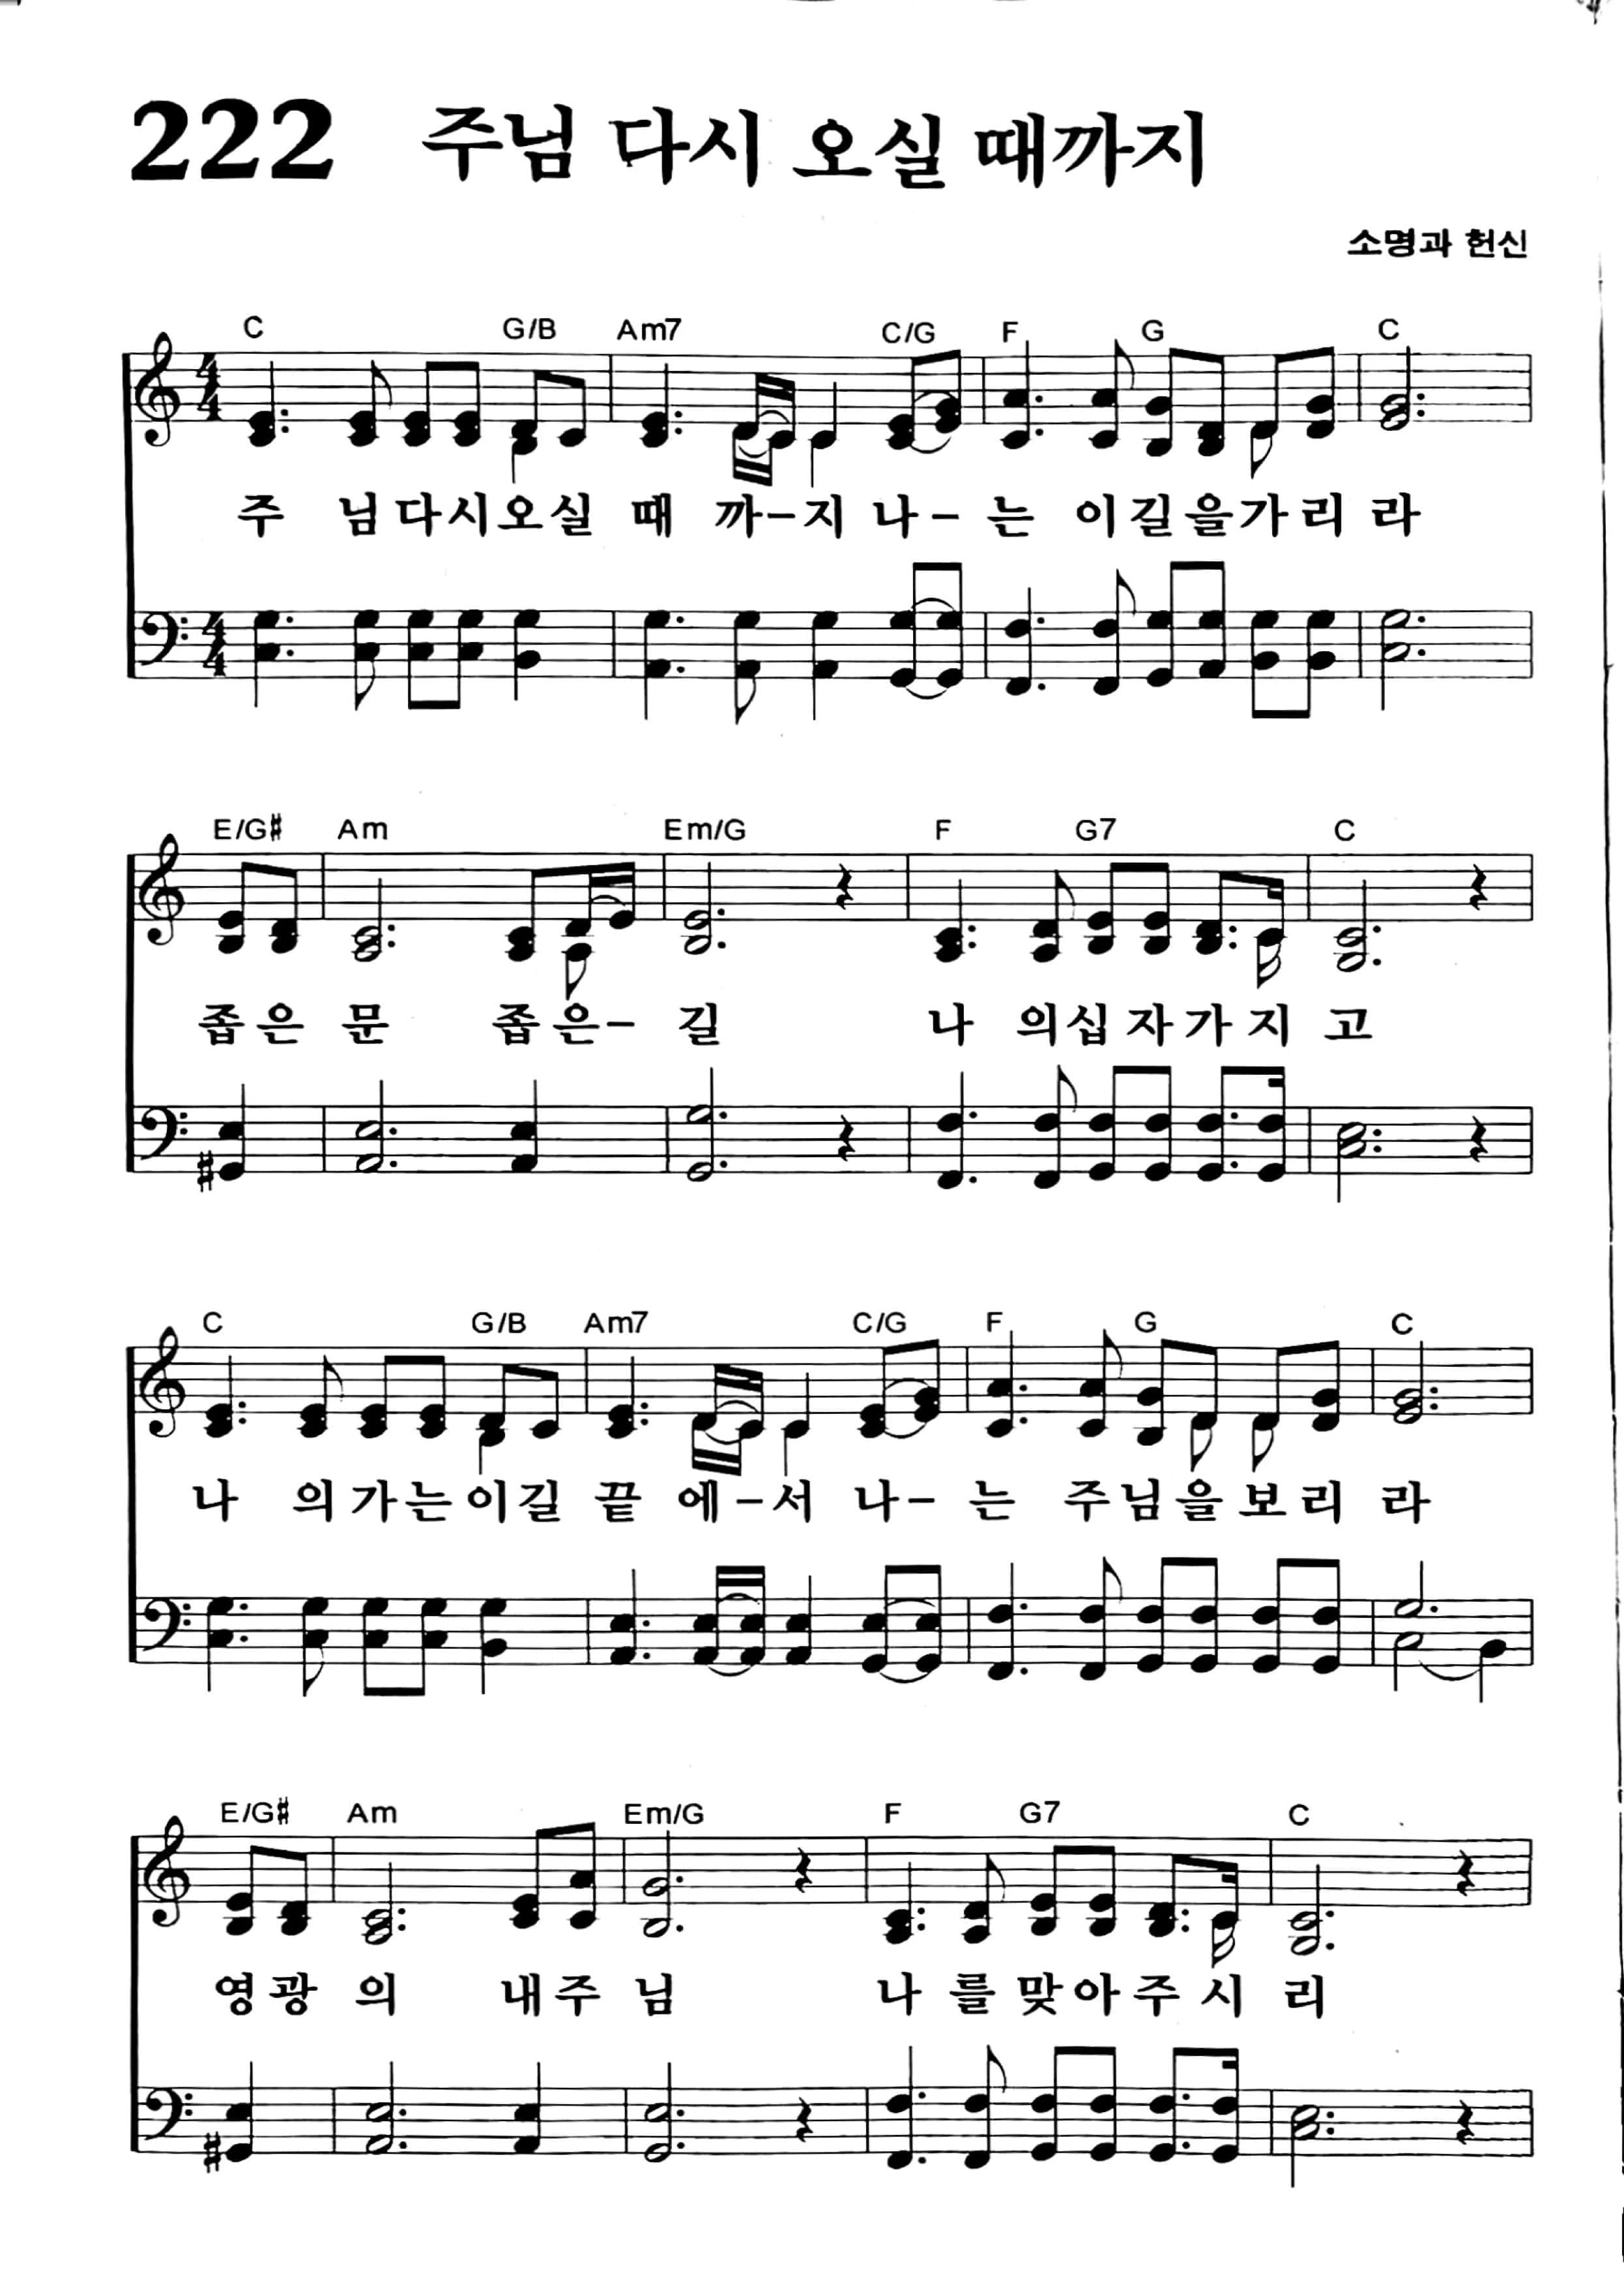 222 주님 다시 오실 때까지
소명과 헌신
C G/B Am7 C/G F G C
주 님다시오실 때 까-지 나- 는 이길을가리 라
E/G♯ Am Em/G F G7 C
좁은 문 좁은- 길 나 의십자가지 고
C G/B Am7 C/G F G C
나 의가는이길 끝 에-서 나- 는 주님을보리 라
E/G♯ Am Em/G F G7 C
영광 의 내주 님 나 를맞아주시 리